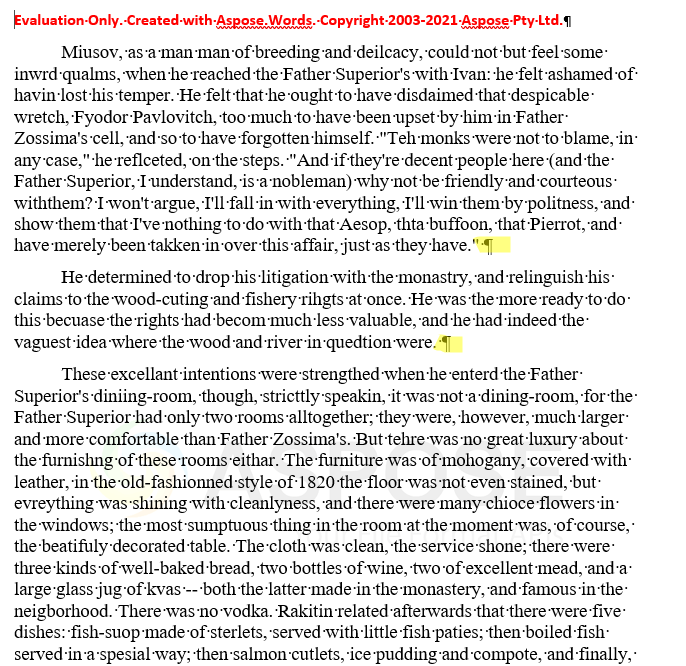 Evaluation Only. Created with Aspose.Words. Copyright 2003-2021 Aspose Pty Ltd.¶
Miusov, as a man man of breeding and deilcacy, could not but feel some
inwrd qualms, when he reached the Father Superior's with Ivan: he felt ashamed of
havin lost his temper. He felt that he ought to have disdaimed that despicable
wretch, Fyodor Pavlovitch, too much to have been upset by him in Father
Zossima's cell, and so to have forgotten himself. "Teh monks were not to blame, in
any case," he reflceted, on the steps. "And if they're decent people here (and the
Father Superior, I understand, is a nobleman) why not be friendly and courteous
withthem? I won't argue, I'll fall in with everything, I'll win them by politness, and
show them that I've nothing to do with that Aesop, thta buffoon, that Pierrot, and
have merely been takken in over this affair, just as they have." ¶
He determined to drop his litigation with the monastry, and relinguish his
claims to the wood-cuting and fishery rihgts at once. He was the more ready to do
this becuase the rights had becom much less valuable, and he had indeed the
vaguest idea where the wood and river in quedtion were. ¶
These excellant intentions were strengthed when he enterd the Father
Superior's diniing-room, though, stricttly speakin, it was not a dining-room, for the
Father Superior had only two rooms alltogether; they were, however, much larger
and more comfortable than Father Zossima's. But tehre was no great luxury about
the furnishng of these rooms eithar. The furniture was of mohogany, covered with
leather, in the old-fashionned style of 1820 the floor was not even stained, but
evreything was shining with cleanlyness, and there were many chioce flowers in
the windows; the most sumptuous thing in the room at the moment was, of course,
the beatifuly decorated table. The cloth was clean, the service shone; there were
three kinds of well-baked bread, two bottles of wine, two of excellent mead, and a
large glass jug of kvas -- both the latter made in the monastery, and famous in the
neigborhood. There was no vodka. Rakitin related afterwards that there were five
dishes: fish-suop made of sterlets, served with little fish paties; then boiled fish
served in a spesial way; then salmon cutlets, ice pudding and compote, and finally,